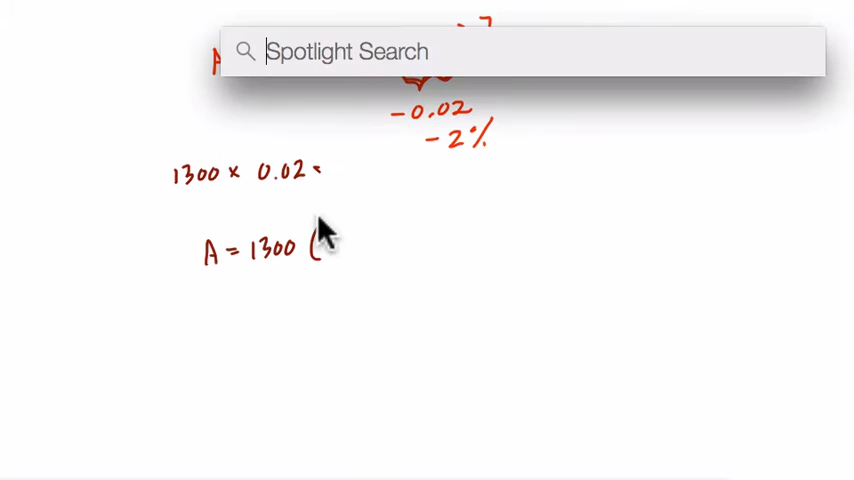 Spotlight Search
-0.02
-2%
1300 × 0.02
A = 1300 (